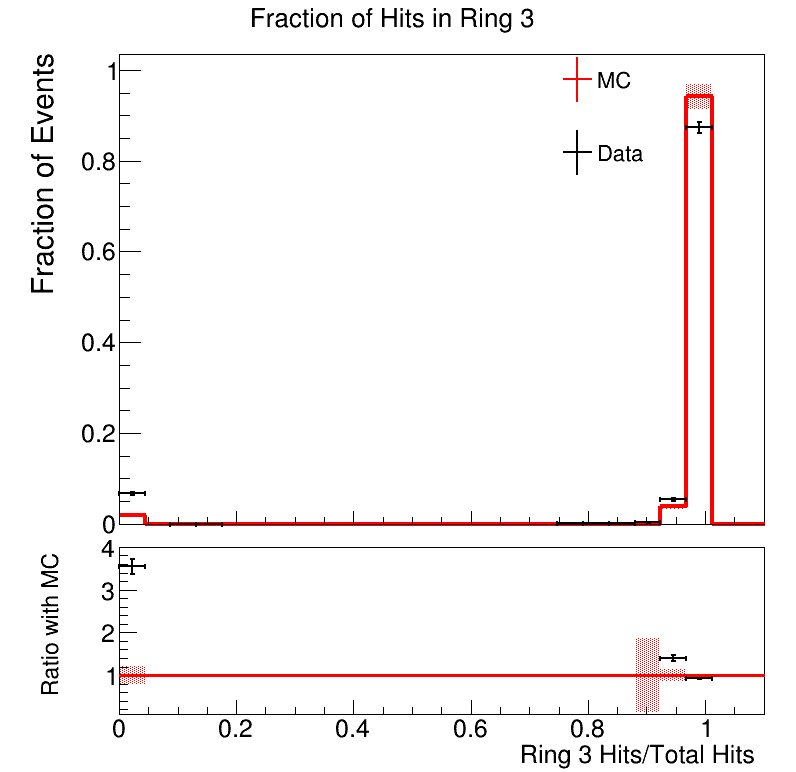 Fraction of Hits in Ring 3
Fraction of Events
1
0.8
0.6
0.4
0.2
0
MC
Data
Ratio with MC
4
3
2
1
0 0.2 0.4 0.6 0.8 1
Ring 3 Hits/Total Hits